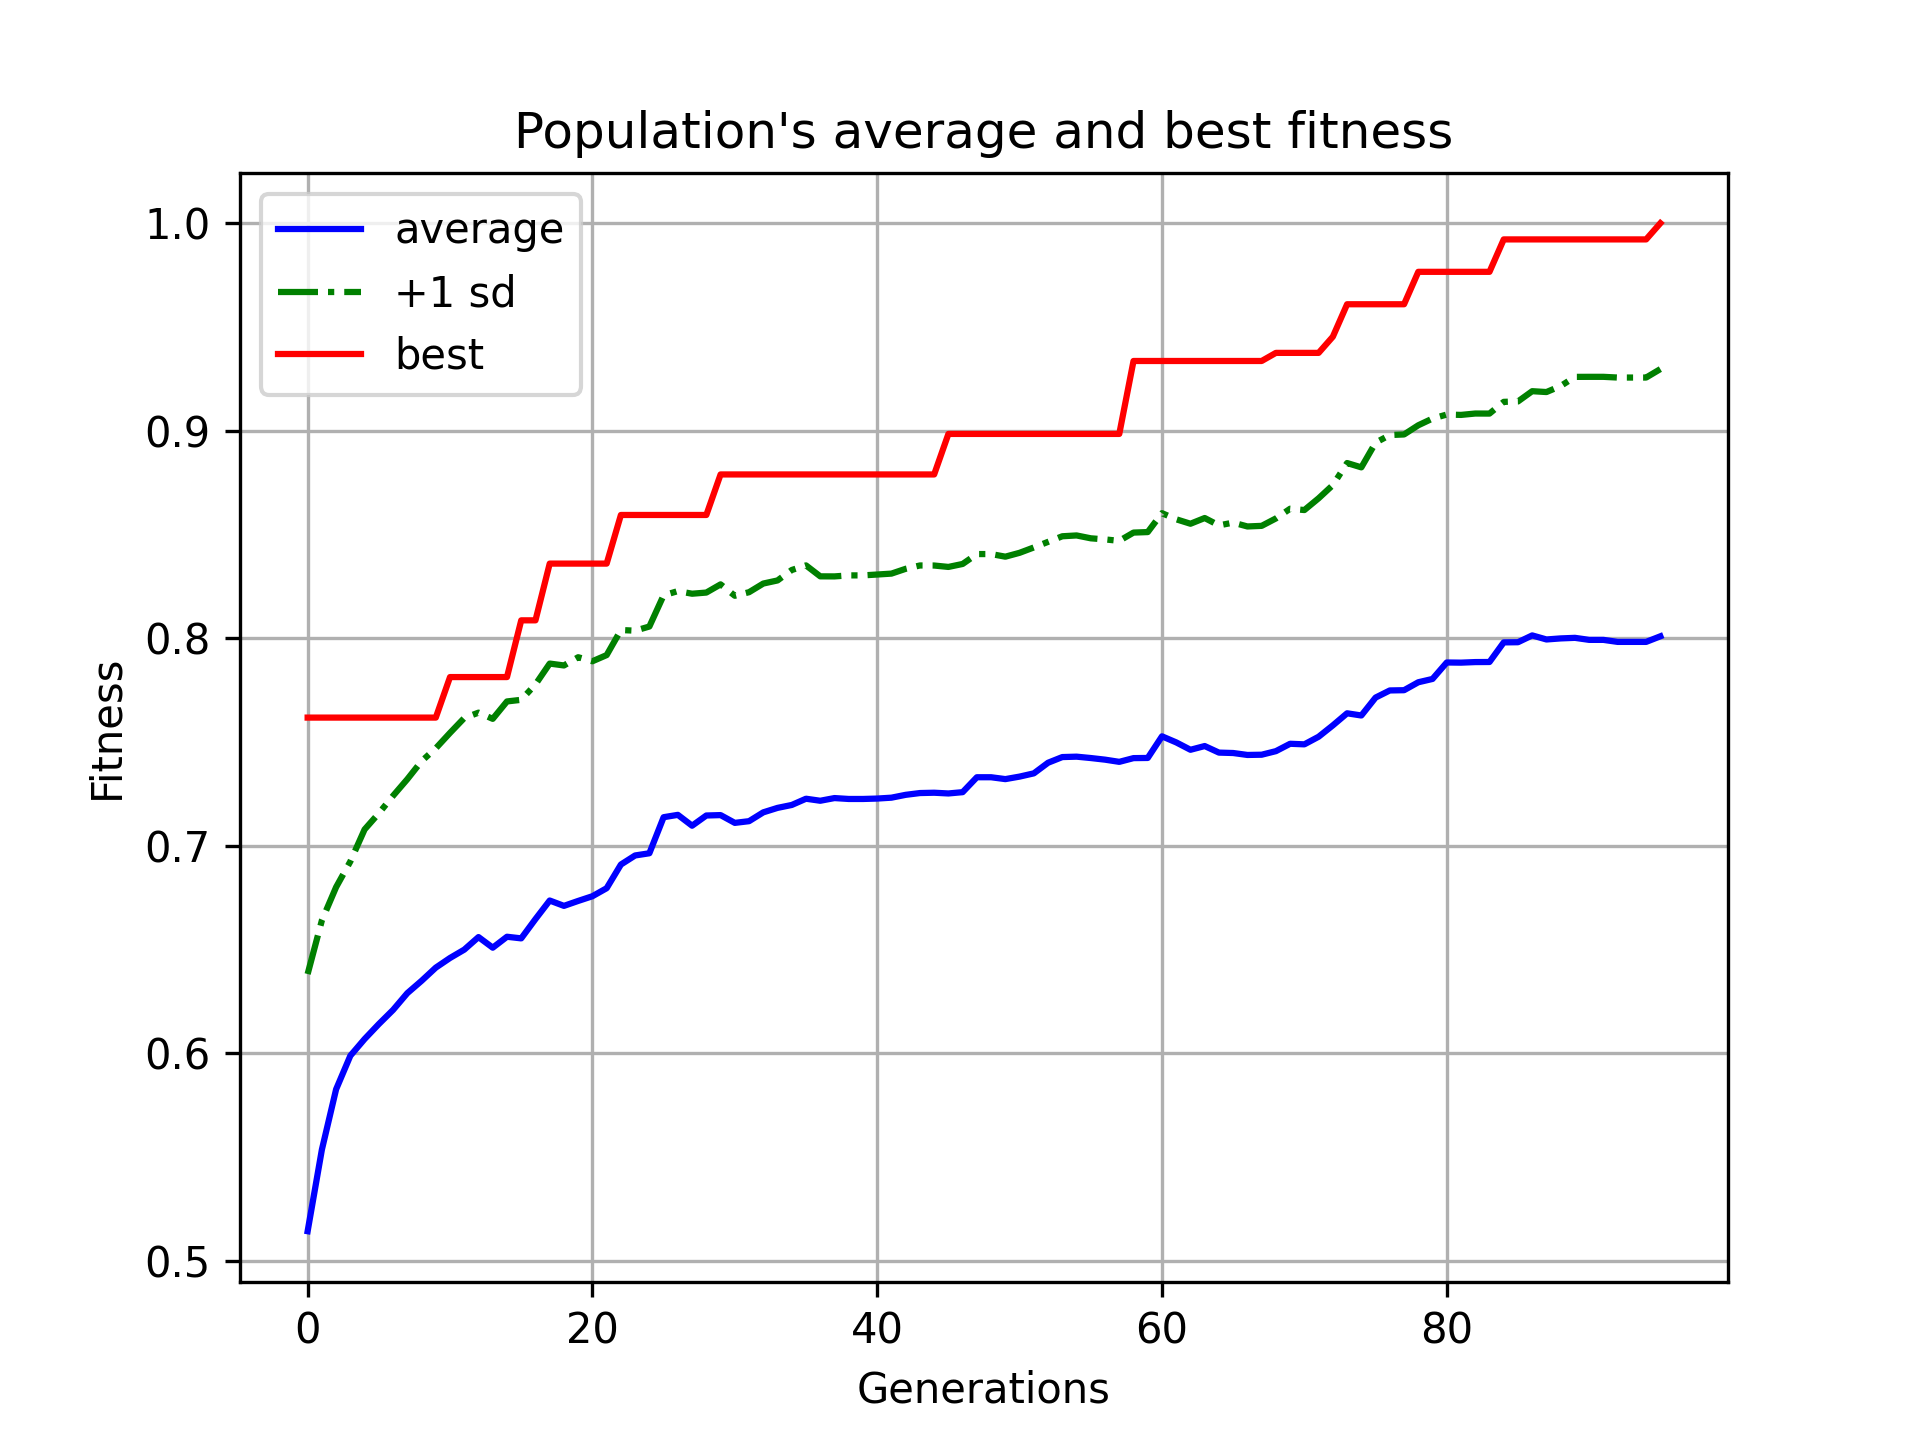 Population's average and best fitness
average
+1 sd
best
1.0
0.9
0.8
0.7
0.6
0.5
Fitness
0 20 40 60 80
Generations